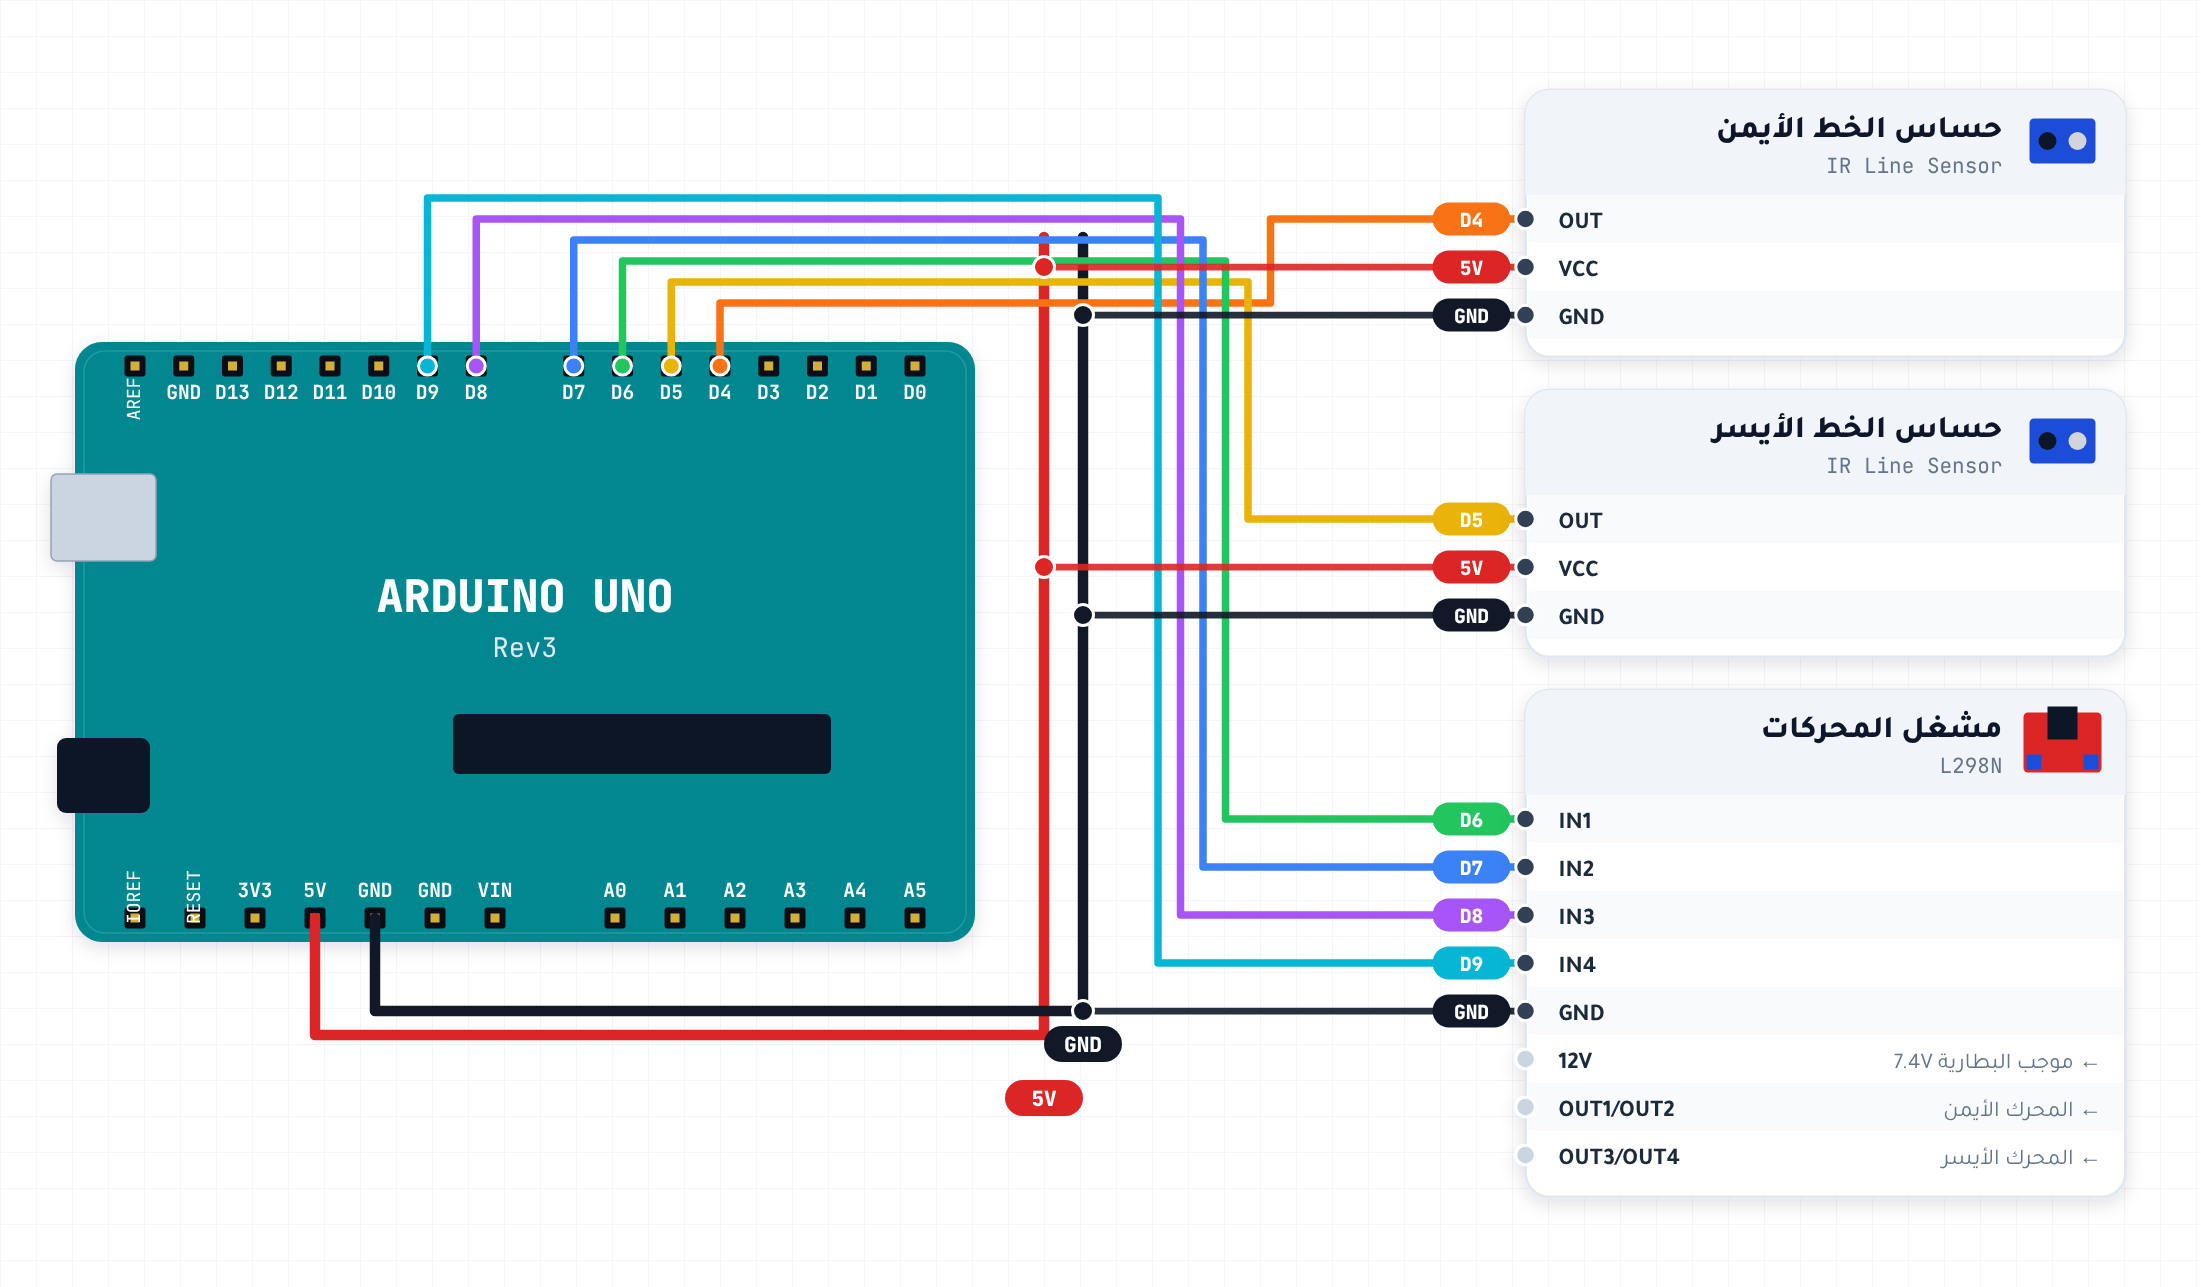 حساس الخط الأيمن
IR Line Sensor
D4 OUT
5V VCC
GND GND
AREF GND D13 D12 D11 D10 D9 D8 D7 D6 D5 D4 D3 D2 D1 D0
حساس الخط الأيسر
IR Line Sensor
D5 OUT
5V VCC
GND GND
ARDUINO UNO
Rev3
مشغل المحركات
L298N
D6 IN1
D7 IN2
D8 IN3
D9 IN4
GND GND
12V ← موجب البطارية 7.4V
OUT1/OUT2 ← المحرك الأيمن
OUT3/OUT4 ← المحرك الأيسر
IOREF RESET 3V3 5V GND GND VIN A0 A1 A2 A3 A4 A5
GND
5V